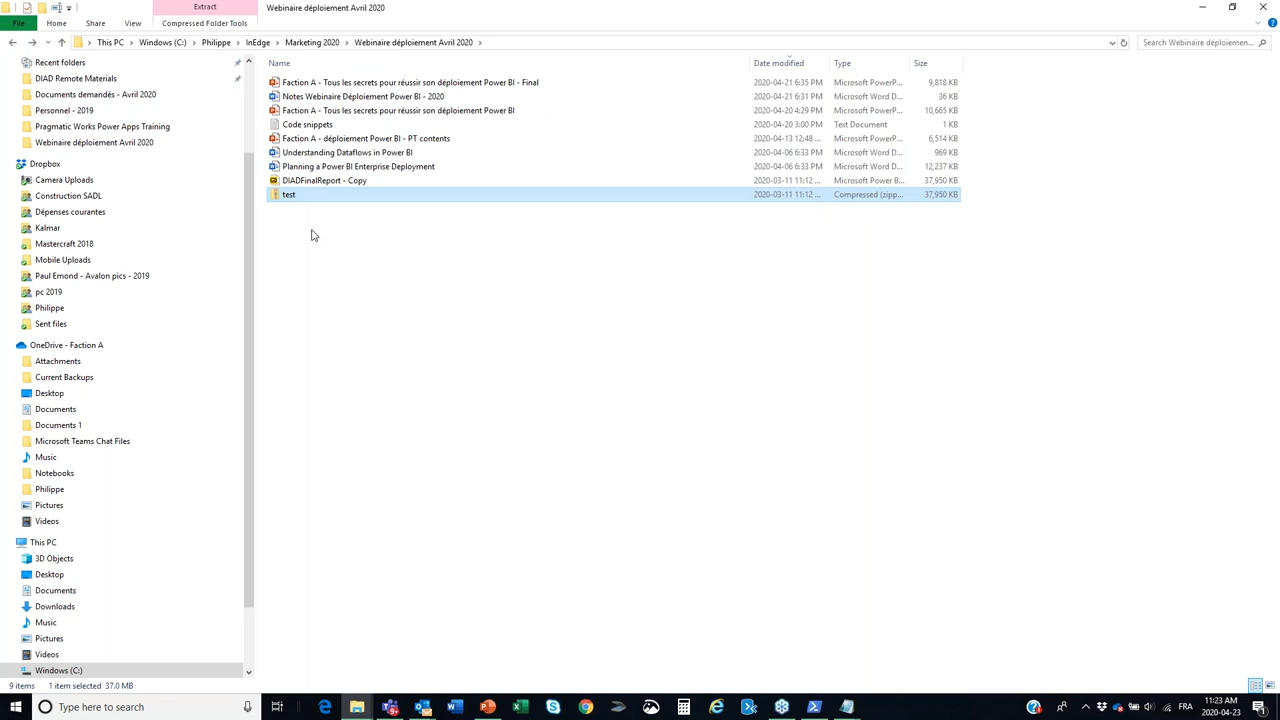 Extract
Webinaire déploiement Avril 2020
File
Home
Share
View
Compressed Folder Tools
This PC > Windows (C:) > Philippe > InEdge > Marketing 2020 > Webinaire déploiement Avril 2020 >
Search Webinaire déploiemen...
Recent folders
DIAD Remote Materials
Documents demandés - Avril 2020
Personnel - 2019
Pragmatic Works Power Apps Training
Webinaire déploiement Avril 2020
Dropbox
Camera Uploads
Construction SADL
Dépenses courantes
Kalmar
Mastercraft 2018
Mobile Uploads
Paul Emond - Avalon pics - 2019
pc 2019
Philippe
Sent files
OneDrive - Faction A
Attachments
Current Backups
Desktop
Documents
Documents 1
Microsoft Teams Chat Files
Music
Notebooks
Philippe
Pictures
Videos
This PC
3D Objects
Desktop
Documents
Downloads
Music
Pictures
Videos
Windows (C:)
Name Date modified Type Size
Faction A - Tous les secrets pour réussir son déploiement Power BI - Final 2020-04-21 6:35 PM Microsoft PowerP... 9,818 KB
Notes Webinaire Déploiement Power BI - 2020 2020-04-21 6:31 PM Microsoft Word D... 36 KB
Faction A - Tous les secrets pour réussir son déploiement Power BI 2020-04-20 4:29 PM Microsoft PowerP... 10,665 KB
Code snippets 2020-04-20 3:00 PM Text Document 1 KB
Faction A - déploiement Power BI - PT contents 2020-04-13 12:48 ... Microsoft PowerP... 6,514 KB
Understanding Dataflows in Power BI 2020-04-06 6:33 PM Microsoft Word D... 969 KB
Planning a Power BI Enterprise Deployment 2020-04-06 6:33 PM Microsoft Word D... 12,237 KB
DIADFinalReport - Copy 2020-03-11 11:12 ... Microsoft Power B... 37,950 KB
test 2020-03-11 11:12 ... Compressed (zipp... 37,950 KB
9 items 1 item selected 37.0 MB
Type here to search
FRA
11:23 AM
2020-04-23